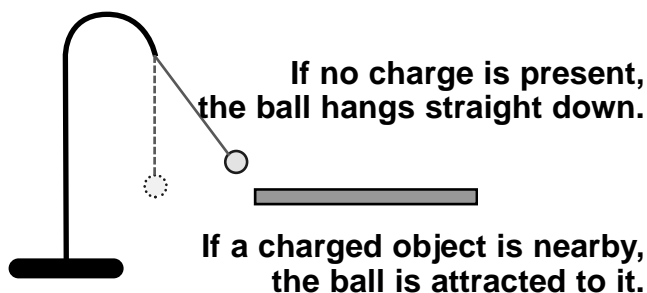 If no charge is present,
the ball hangs straight down.
If a charged object is nearby,
the ball is attracted to it.